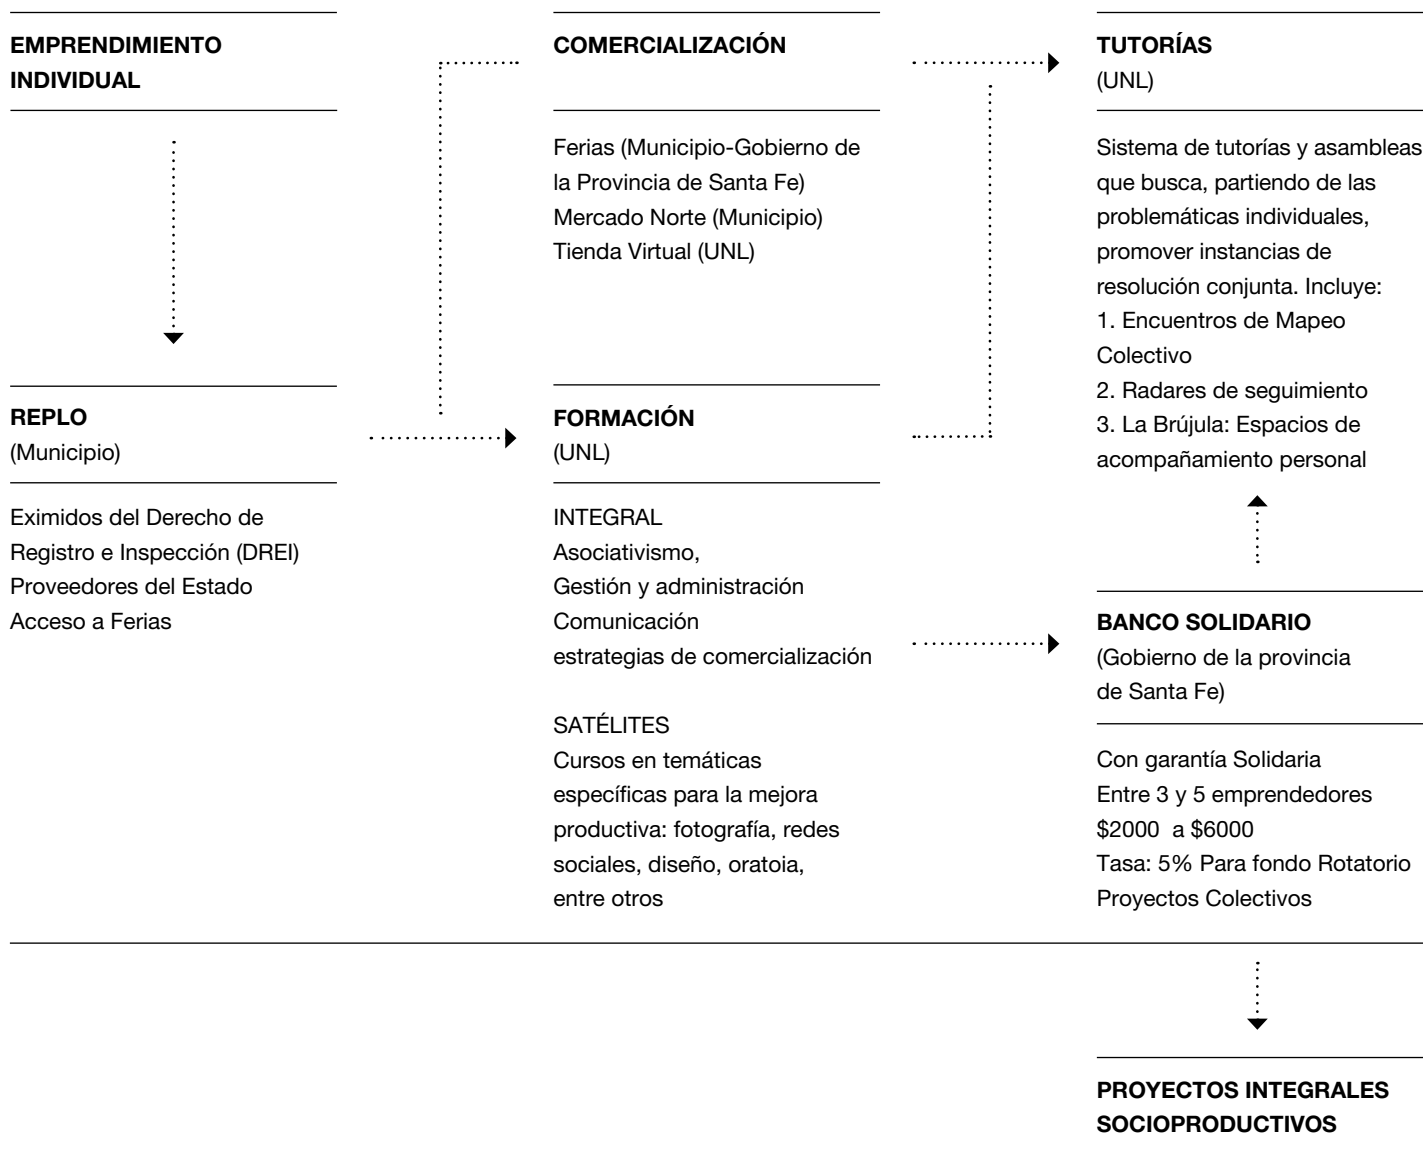 EMPRENDIMIENTO
INDIVIDUAL
REPLO
(Municipio)
Eximidos del Derecho de
Registro e Inspección (DREI)
Proveedores del Estado
Acceso a Ferias
COMERCIALIZACIÓN
Ferias (Municipio-Gobierno de
la Provincia de Santa Fe)
Mercado Norte (Municipio)
Tienda Virtual (UNL)
FORMACIÓN
(UNL)
INTEGRAL
Asociativismo,
Gestión y administración
Comunicación
estrategias de comercialización
SATÉLITES
Cursos en temáticas
específicas para la mejora
productiva: fotografía, redes
sociales, diseño, oratoia,
entre otros
TUTORÍAS
(UNL)
Sistema de tutorías y asambleas
que busca, partiendo de las
problemáticas individuales,
promover instancias de
resolución conjunta. Incluye:
1. Encuentros de Mapeo
Colectivo
2. Radares de seguimiento
3. La Brújula: Espacios de
acompañamiento personal
BANCO SOLIDARIO
(Gobierno de la provincia
de Santa Fe)
Con garantía Solidaria
Entre 3 y 5 emprendedores
$2000  a $6000
Tasa: 5% Para fondo Rotatorio
Proyectos Colectivos
PROYECTOS INTEGRALES
SOCIOPRODUCTIVOS